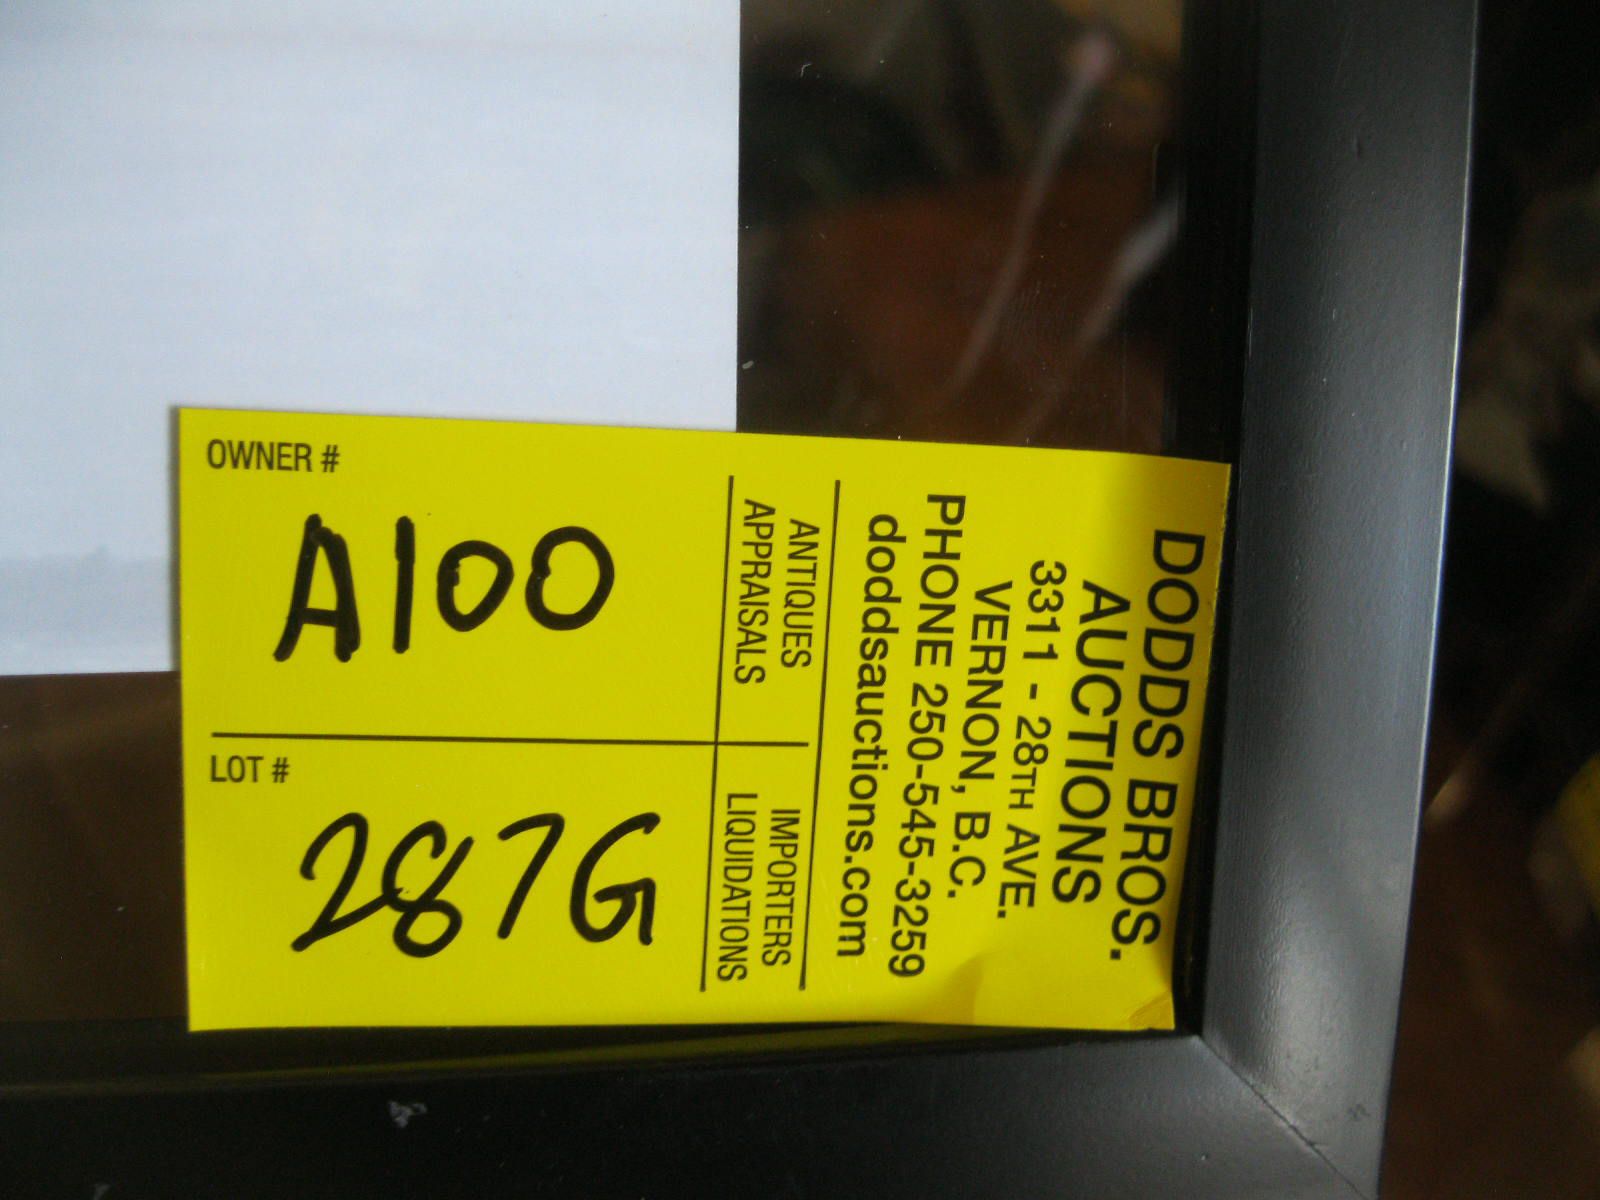 DODDS BROS.
AUCTIONS
3311 - 28TH AVE.
VERNON, B.C.
PHONE 250-545-3259
doddsauctions.com
ANTIQUES
APPRAISALS
IMPORTERS
LIQUIDATIONS
OWNER #
A100
LOT #
287G